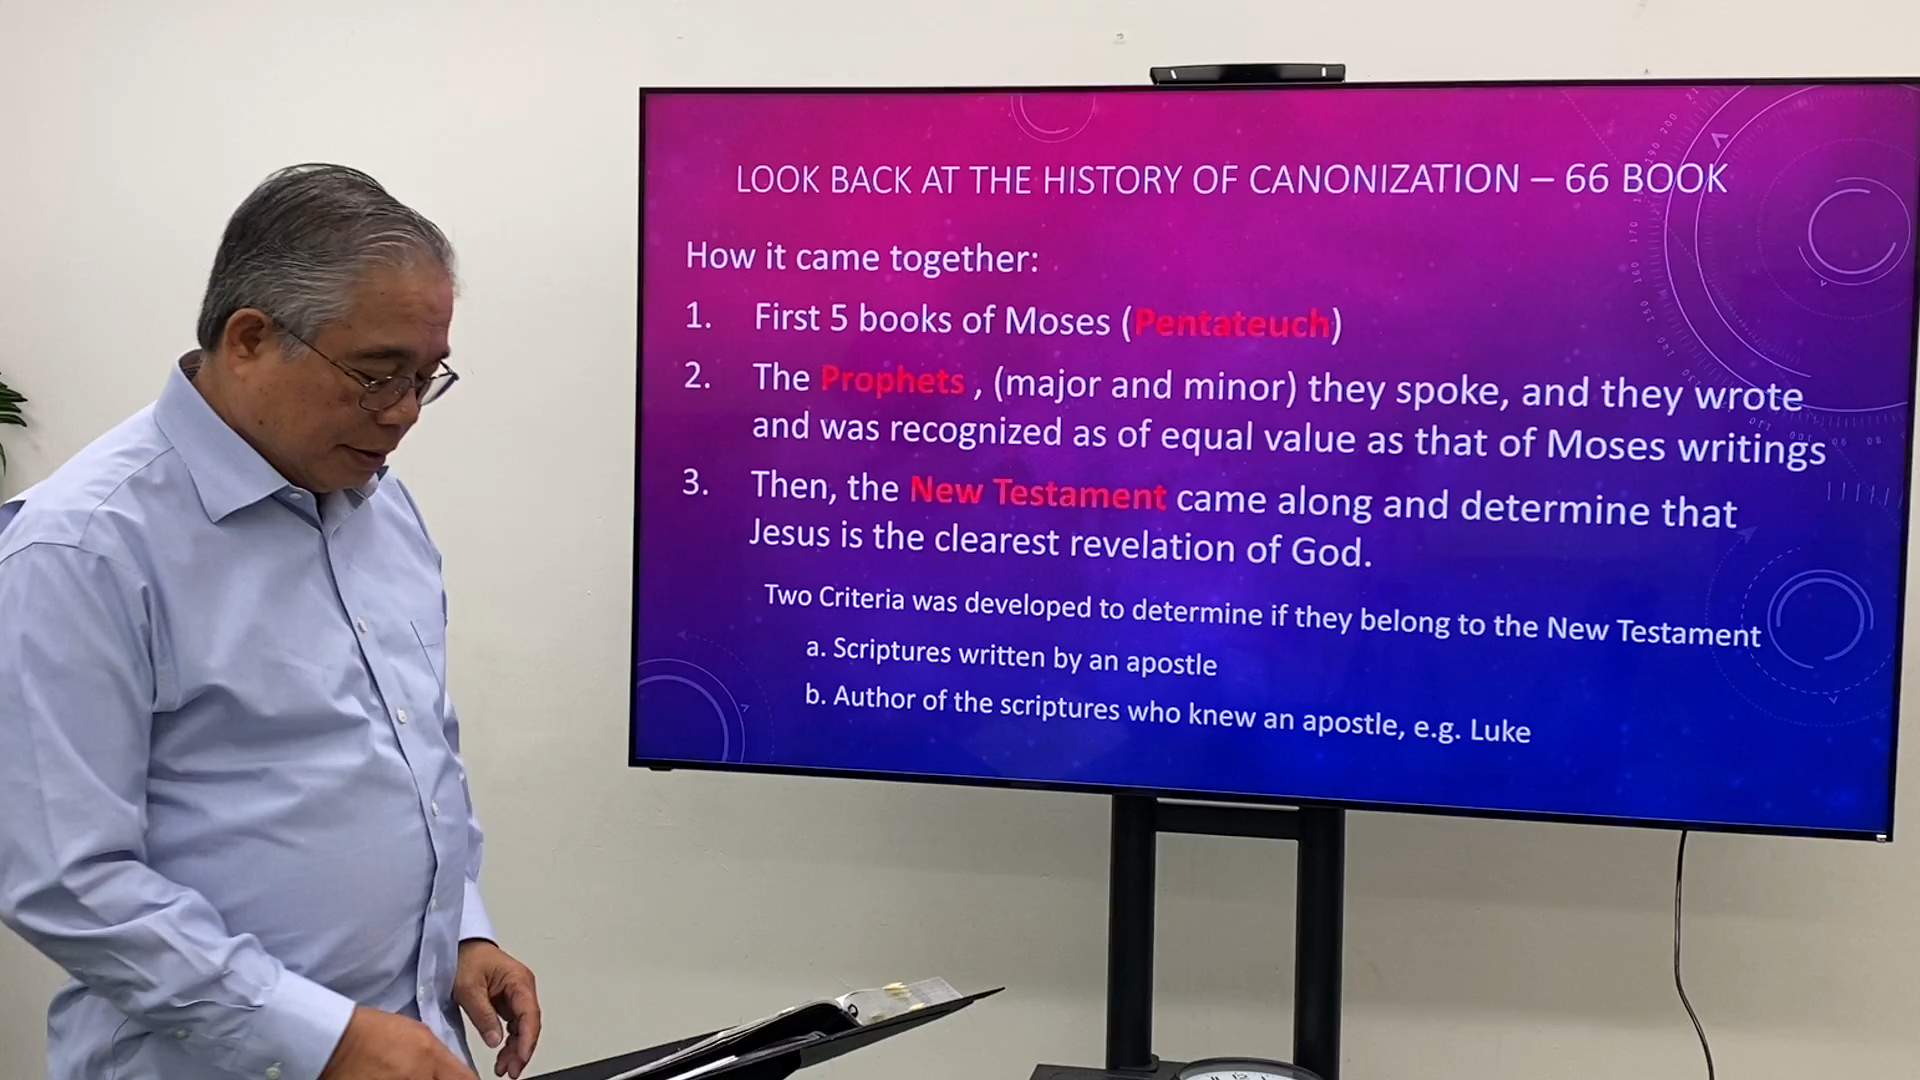 LOOK BACK AT THE HISTORY OF CANONIZATION – 66 BOOK
How it came together:
1. First 5 books of Moses (Pentateuch)
2. The Prophets , (major and minor) they spoke, and they wrote
and was recognized as of equal value as that of Moses writings
3. Then, the New Testament came along and determine that
Jesus is the clearest revelation of God.
Two Criteria was developed to determine if they belong to the New Testament
a. Scriptures written by an apostle
b. Author of the scriptures who knew an apostle, e.g. Luke